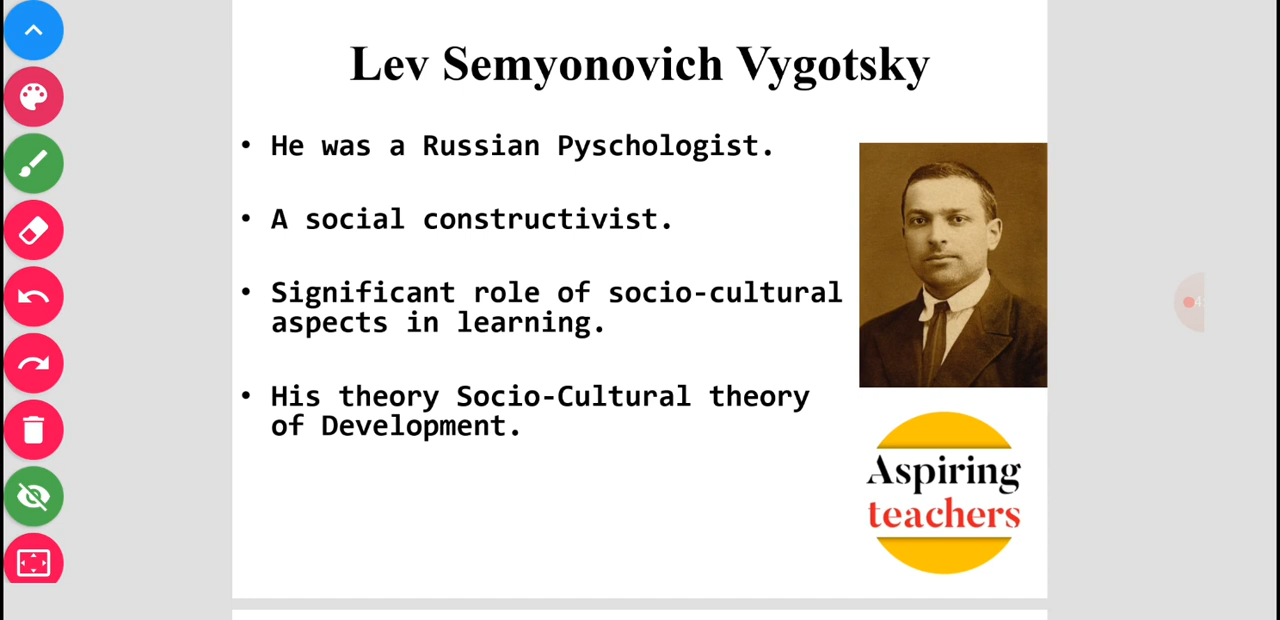 Lev Semyonovich Vygotsky
• He was a Russian Pyschologist.
• A social constructivist.
• Significant role of socio-cultural
aspects in learning.
• His theory Socio-Cultural theory
of Development.
Aspiring
teachers